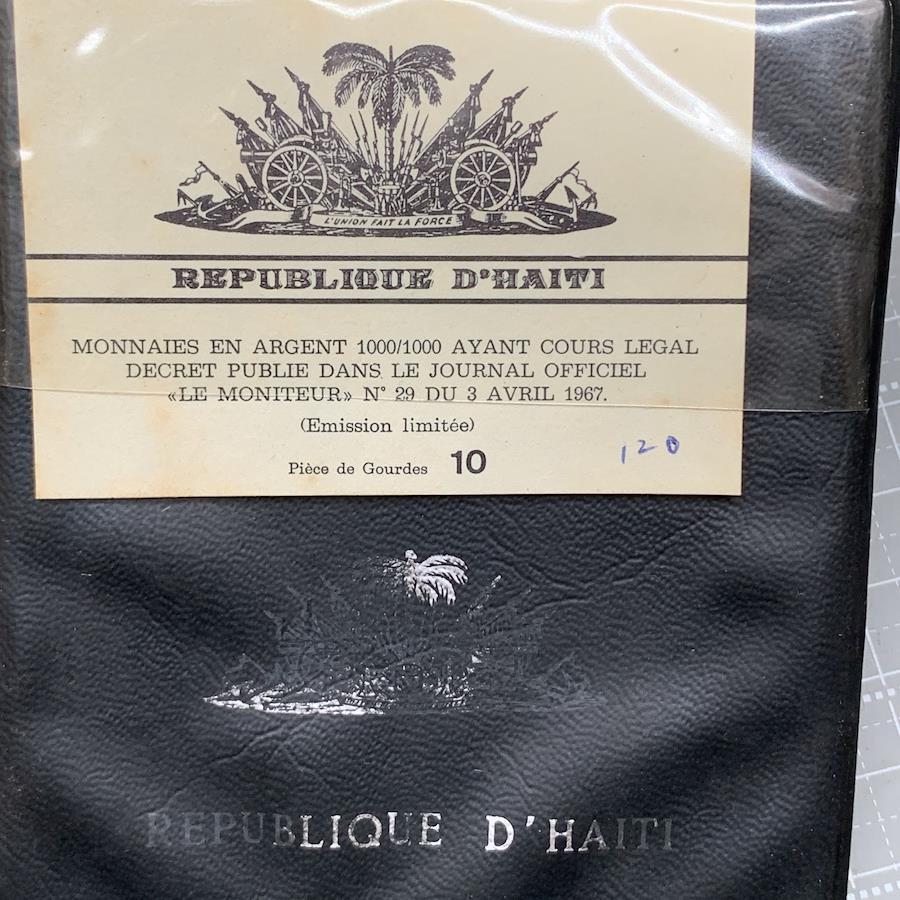 L'UNION FAIT LA FORCE
REPUBLIQUE D'HAITI
MONNAIES EN ARGENT 1000/1000 AYANT COURS LEGAL
DECRET PUBLIE DANS LE JOURNAL OFFICIEL
«LE MONITEUR» N° 29 DU 3 AVRIL 1967.
(Emission limitée)
Pièce de Gourdes 10
120
REPUBLIQUE D'HAITI